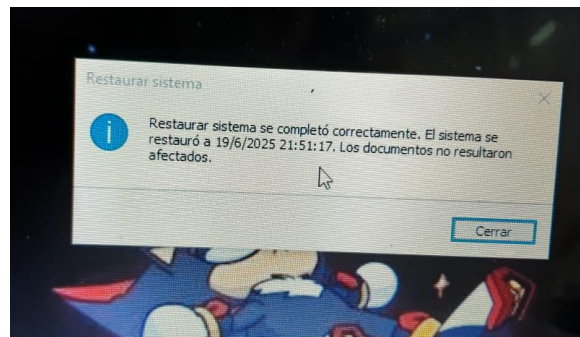 Restaurar sistema
Restaurar sistema se completó correctamente. El sistema se
restauró a 19/6/2025 21:51:17. Los documentos no resultaron
afectados.
Cerrar